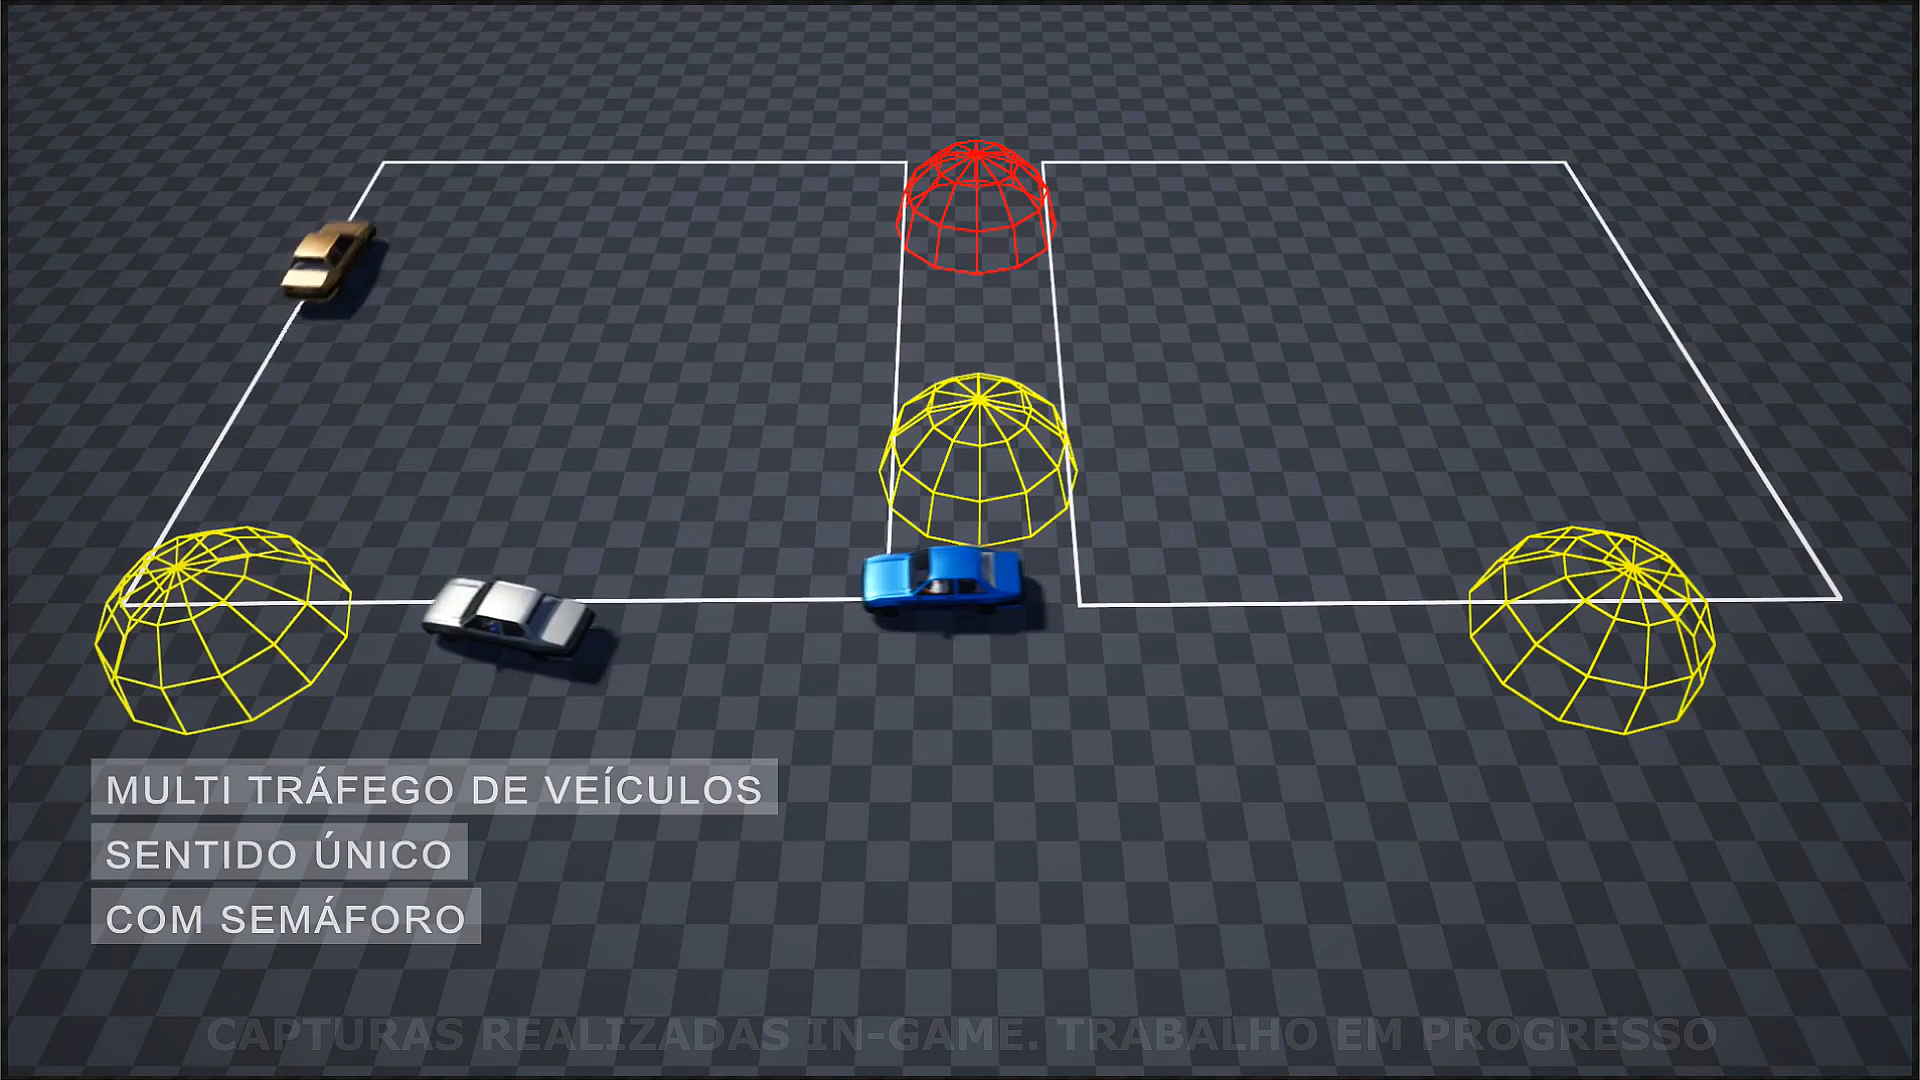 MULTI TRÁFEGO DE VEÍCULOS
SENTIDO ÚNICO
COM SEMÁFORO
CAPTURAS REALIZADAS IN-GAME. TRABALHO EM PROGRESSO